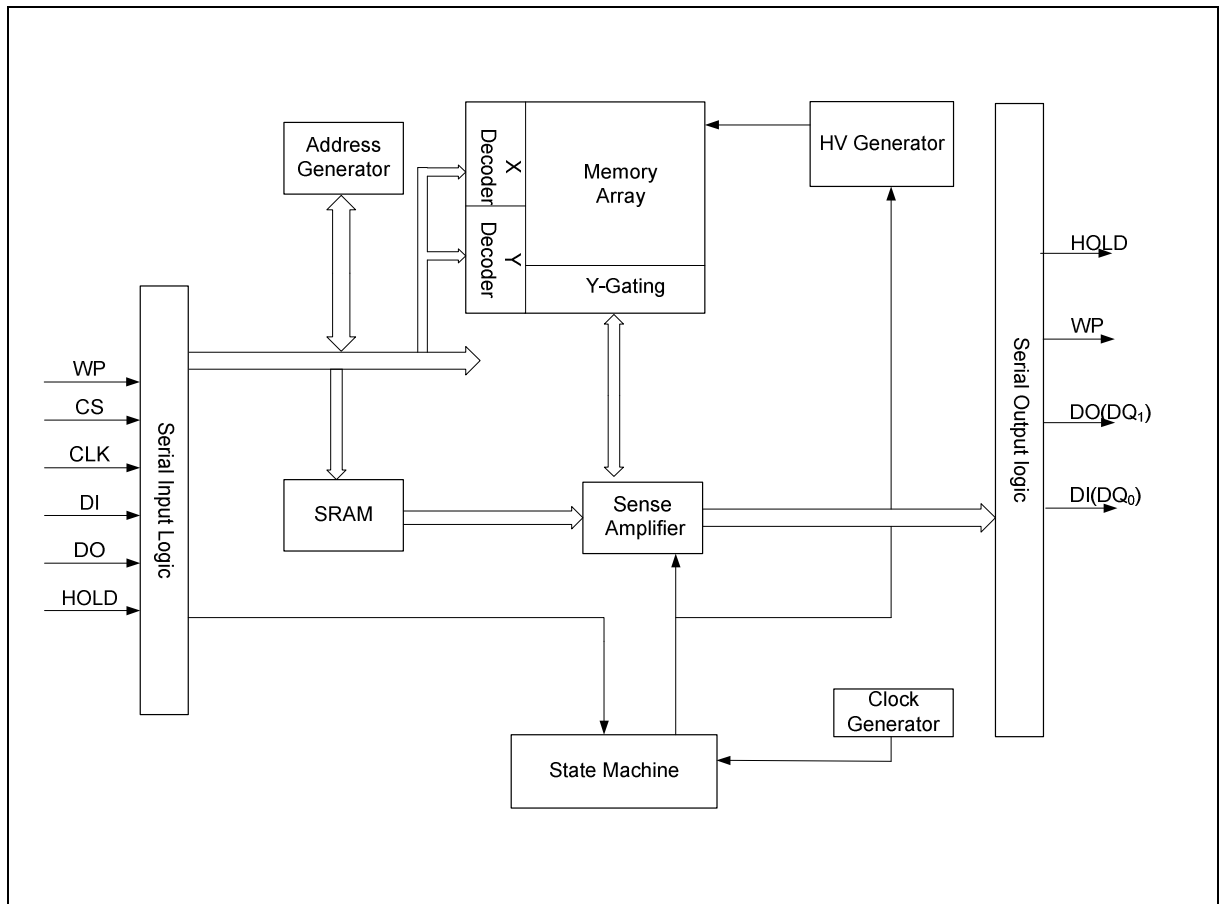 Address
Generator
X
Decoder
Y
Decoder
Memory
Array
Y-Gating
HV Generator
HOLD
WP
DO(DQ₁)
DI(DQ₀)
Serial Output logic
WP
CS
CLK
DI
DO
HOLD
Serial Input Logic
SRAM
Sense
Amplifier
Clock
Generator
State Machine